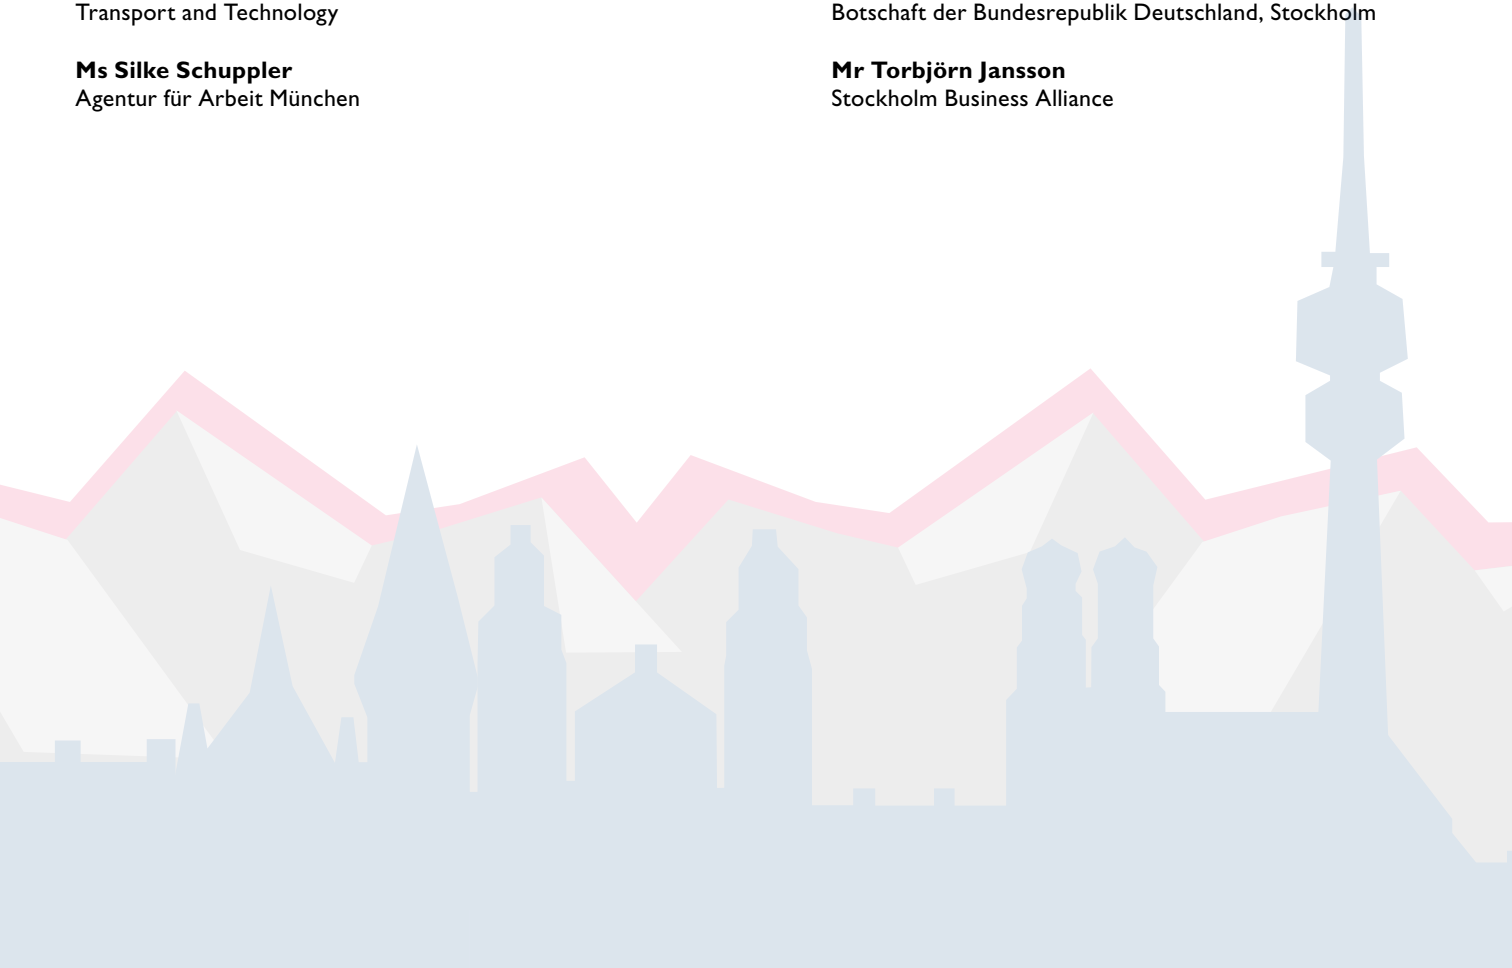 Transport and Technology
Ms Silke Schuppler
Agentur für Arbeit München
Botschaft der Bundesrepublik Deutschland, Stockholm
Mr Torbjörn Jansson
Stockholm Business Alliance